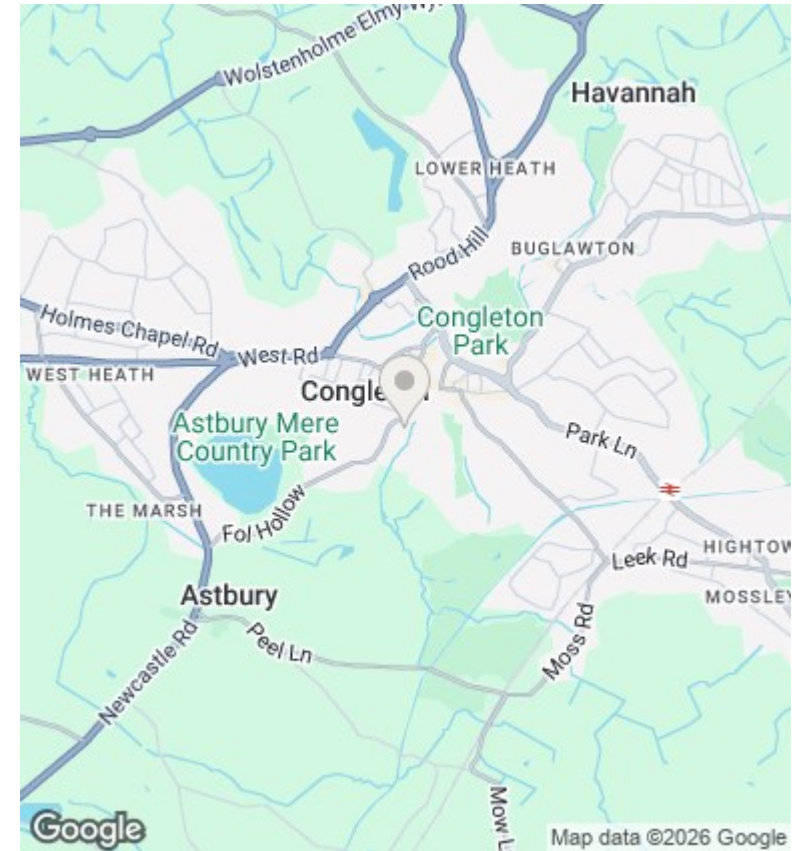 Wolstenholme Elmy Wy
Havannah
LOWER HEATH
Rood Hill
BUGLAWTON
Congleton
Park
Holmes Chapel Rd
West Rd
WEST HEATH
Congle
Astbury Mere
Country Park
Park Ln
THE MARSH
Fol Hollow
Leek Rd
HIGHTOW
MOSSLEY
Astbury
Peel Ln
Moss Rd
Newcastle Rd
Mow L
Google
Map data ©2026 Google